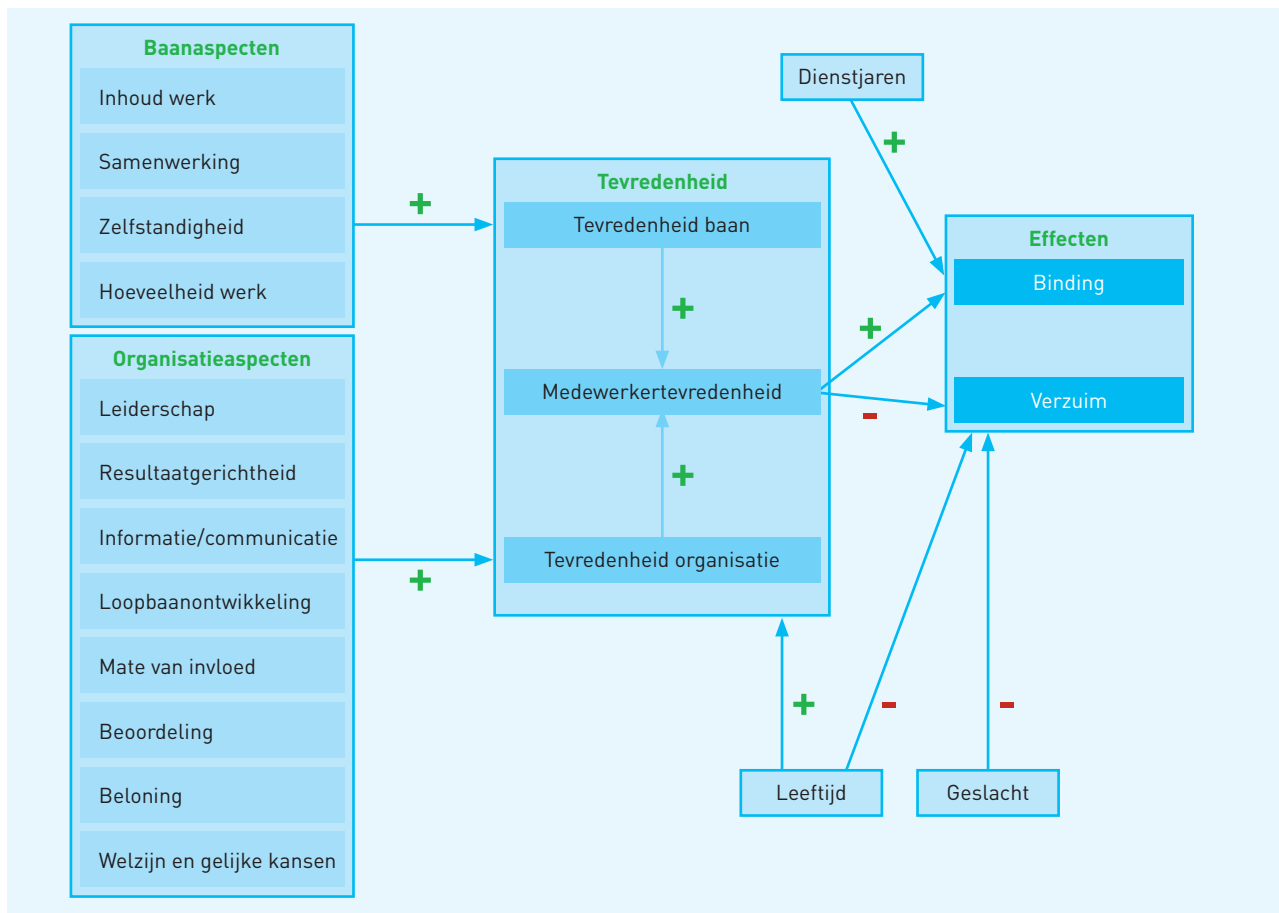 Baanaspecten
Inhoud werk
Samenwerking
Zelfstandigheid
Hoeveelheid werk
Organisatieaspecten
Leiderschap
Resultaatgerichtheid
Informatie/communicatie
Loopbaanontwikkeling
Mate van invloed
Beoordeling
Beloning
Welzijn en gelijke kansen
+
+
Tevredenheid
Tevredenheid baan
+
Medewerkertevredenheid
+
Tevredenheid organisatie
Dienstjaren
+
+
-
Effecten
Binding
Verzuim
+
-
-
Leeftijd
Geslacht